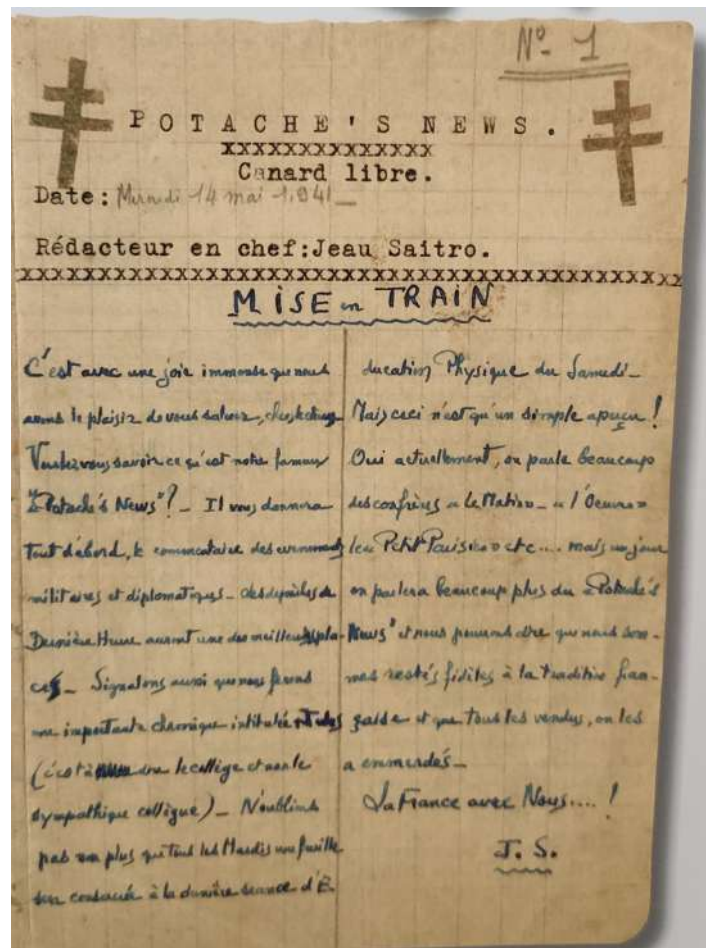 Nº 1
POTACHE'S NEWS.
XXXXXXXXXXXXXX
Canard libre.
Date: Mercredi 14 mai 1.941_
Rédacteur en chef:Jeau Saitro.
XXXXXXXXXXXXXXXXXXXXXXXXXXXXXXXXXXXXXXXXXXX
MISE en TRAIN
C'est avec une joie immense que nous
avons le plaisir de vous saluer, chers lecteurs
Voulez vous savoir ce qu'est notre fameux
"Potache's News"? _ Il vous donnera
tout d'abord, le commentaire des evenements
militaires et diplomatiques _ des dépêches de
Dernière Heure auront une des meilleures pla-
ces _ Signalons aussi que nous ferons
une importante chronique intitulée
(c'est à dire le collège et non le
sympathique collègue) _ N'oublions
pas non plus que tous les Mardis une feuille
sera consacrée à la dernière séance d'É-
ducation Physique du Samedi _
Mais ceci n'est qu'un simple aperçu !
Oui actuellement, on parle beaucoup
des confrères « Le Matin » _ « l'Oeuvre »
le « Petit Parisien » etc.... mais un jour
on parlera beaucoup plus du « Potache's
News" et nous pourrons dire que nous som-
mes restés fidèles à la tradition fran-
çaise et que tous les vendus, on les
a emmerdés _
La France avec Nous....!
J. S.